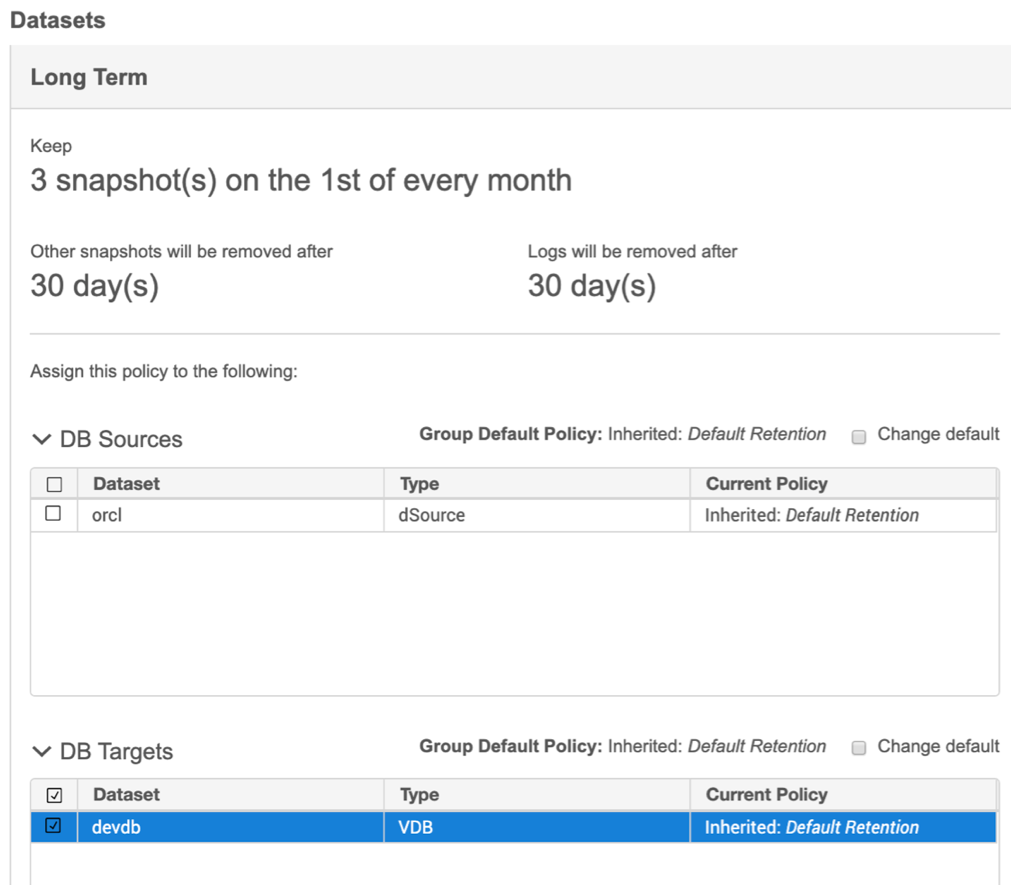 Datasets
Long Term
Keep
3 snapshot(s) on the 1st of every month
Other snapshots will be removed after
Logs will be removed after
30 day(s)
30 day(s)
Assign this policy to the following:
DB Sources
Group Default Policy: Inherited: Default Retention
Change default
Dataset Type Current Policy
orcl dSource Inherited: Default Retention
DB Targets
Group Default Policy: Inherited: Default Retention
Change default
Dataset Type Current Policy
devdb VDB Inherited: Default Retention